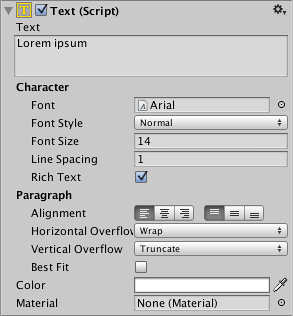 Text (Script)
Text
Lorem ipsum
Character
Font Arial
Font Style Normal
Font Size 14
Line Spacing 1
Rich Text
Paragraph
Alignment
Horizontal Overflow Wrap
Vertical Overflow Truncate
Best Fit
Color
Material None (Material)